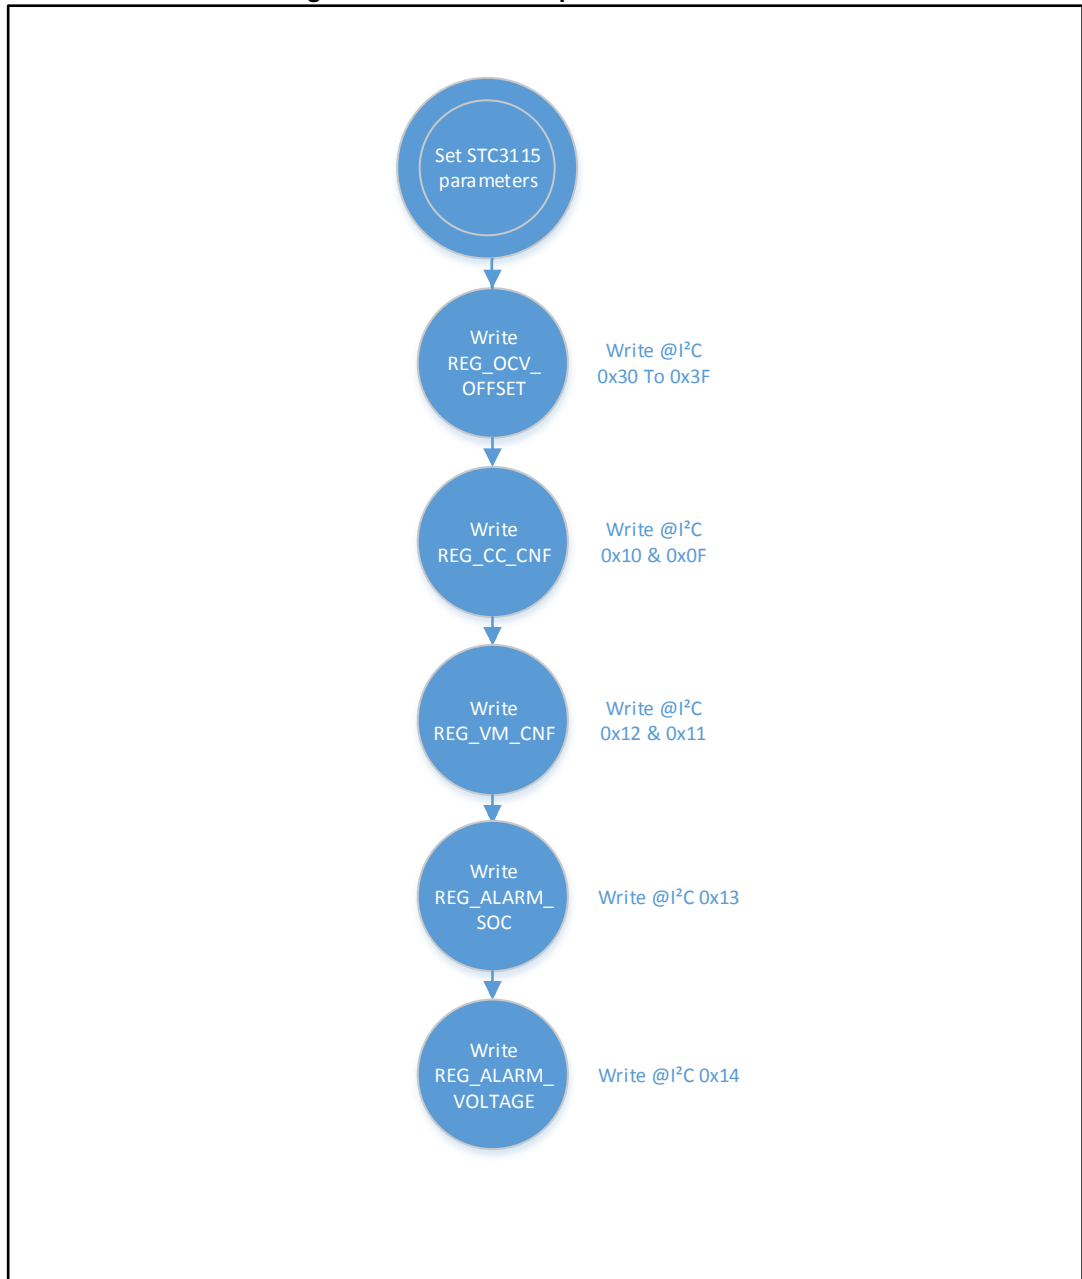 Set STC3115
parameters
Write
REG_OCV_
OFFSET
Write @I²C
0x30 To 0x3F
Write
REG_CC_CNF
Write @I²C
0x10 & 0x0F
Write
REG_VM_CNF
Write @I²C
0x12 & 0x11
Write
REG_ALARM_
SOC
Write @I²C 0x13
Write
REG_ALARM_
VOLTAGE
Write @I²C 0x14